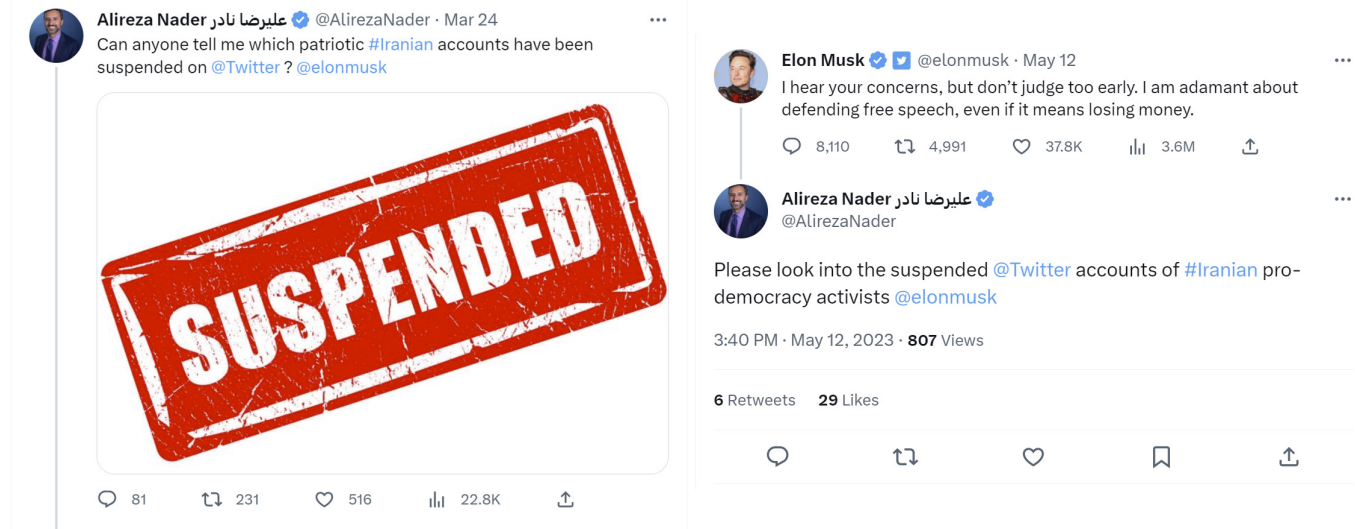 Alireza Nader علیرضا نادر @AlirezaNader · Mar 24
Can anyone tell me which patriotic #Iranian accounts have been
suspended on @Twitter ? @elonmusk
SUSPENDED
81 231 516 22.8K
Elon Musk @elonmusk · May 12
I hear your concerns, but don’t judge too early. I am adamant about
defending free speech, even if it means losing money.
8,110 4,991 37.8K 3.6M
Alireza Nader علیرضا نادر
@AlirezaNader
Please look into the suspended @Twitter accounts of #Iranian pro-
democracy activists @elonmusk
3:40 PM · May 12, 2023 · 807 Views
6 Retweets 29 Likes